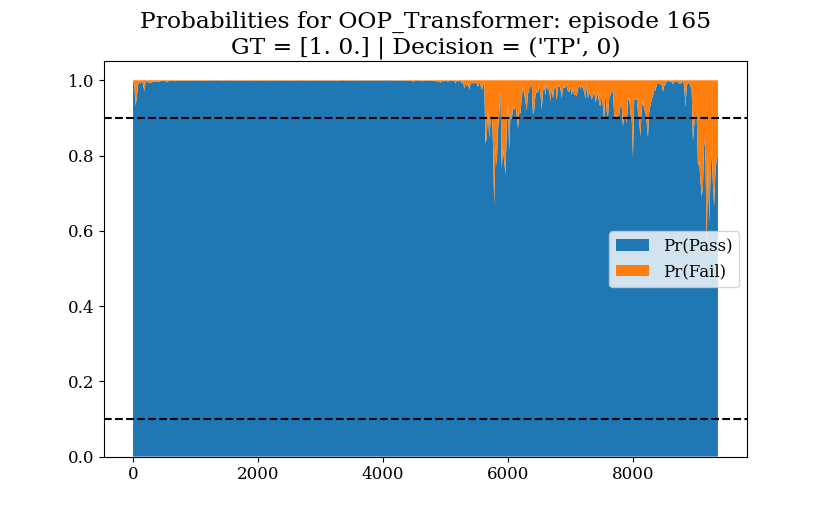 Probabilities for OOP_Transformer: episode 165
GT = [1. 0.] | Decision = ('TP', 0)
1.0
0.8
0.6
0.4
0.2
0.0
Pr(Pass)
Pr(Fail)
0
2000
4000
6000
8000